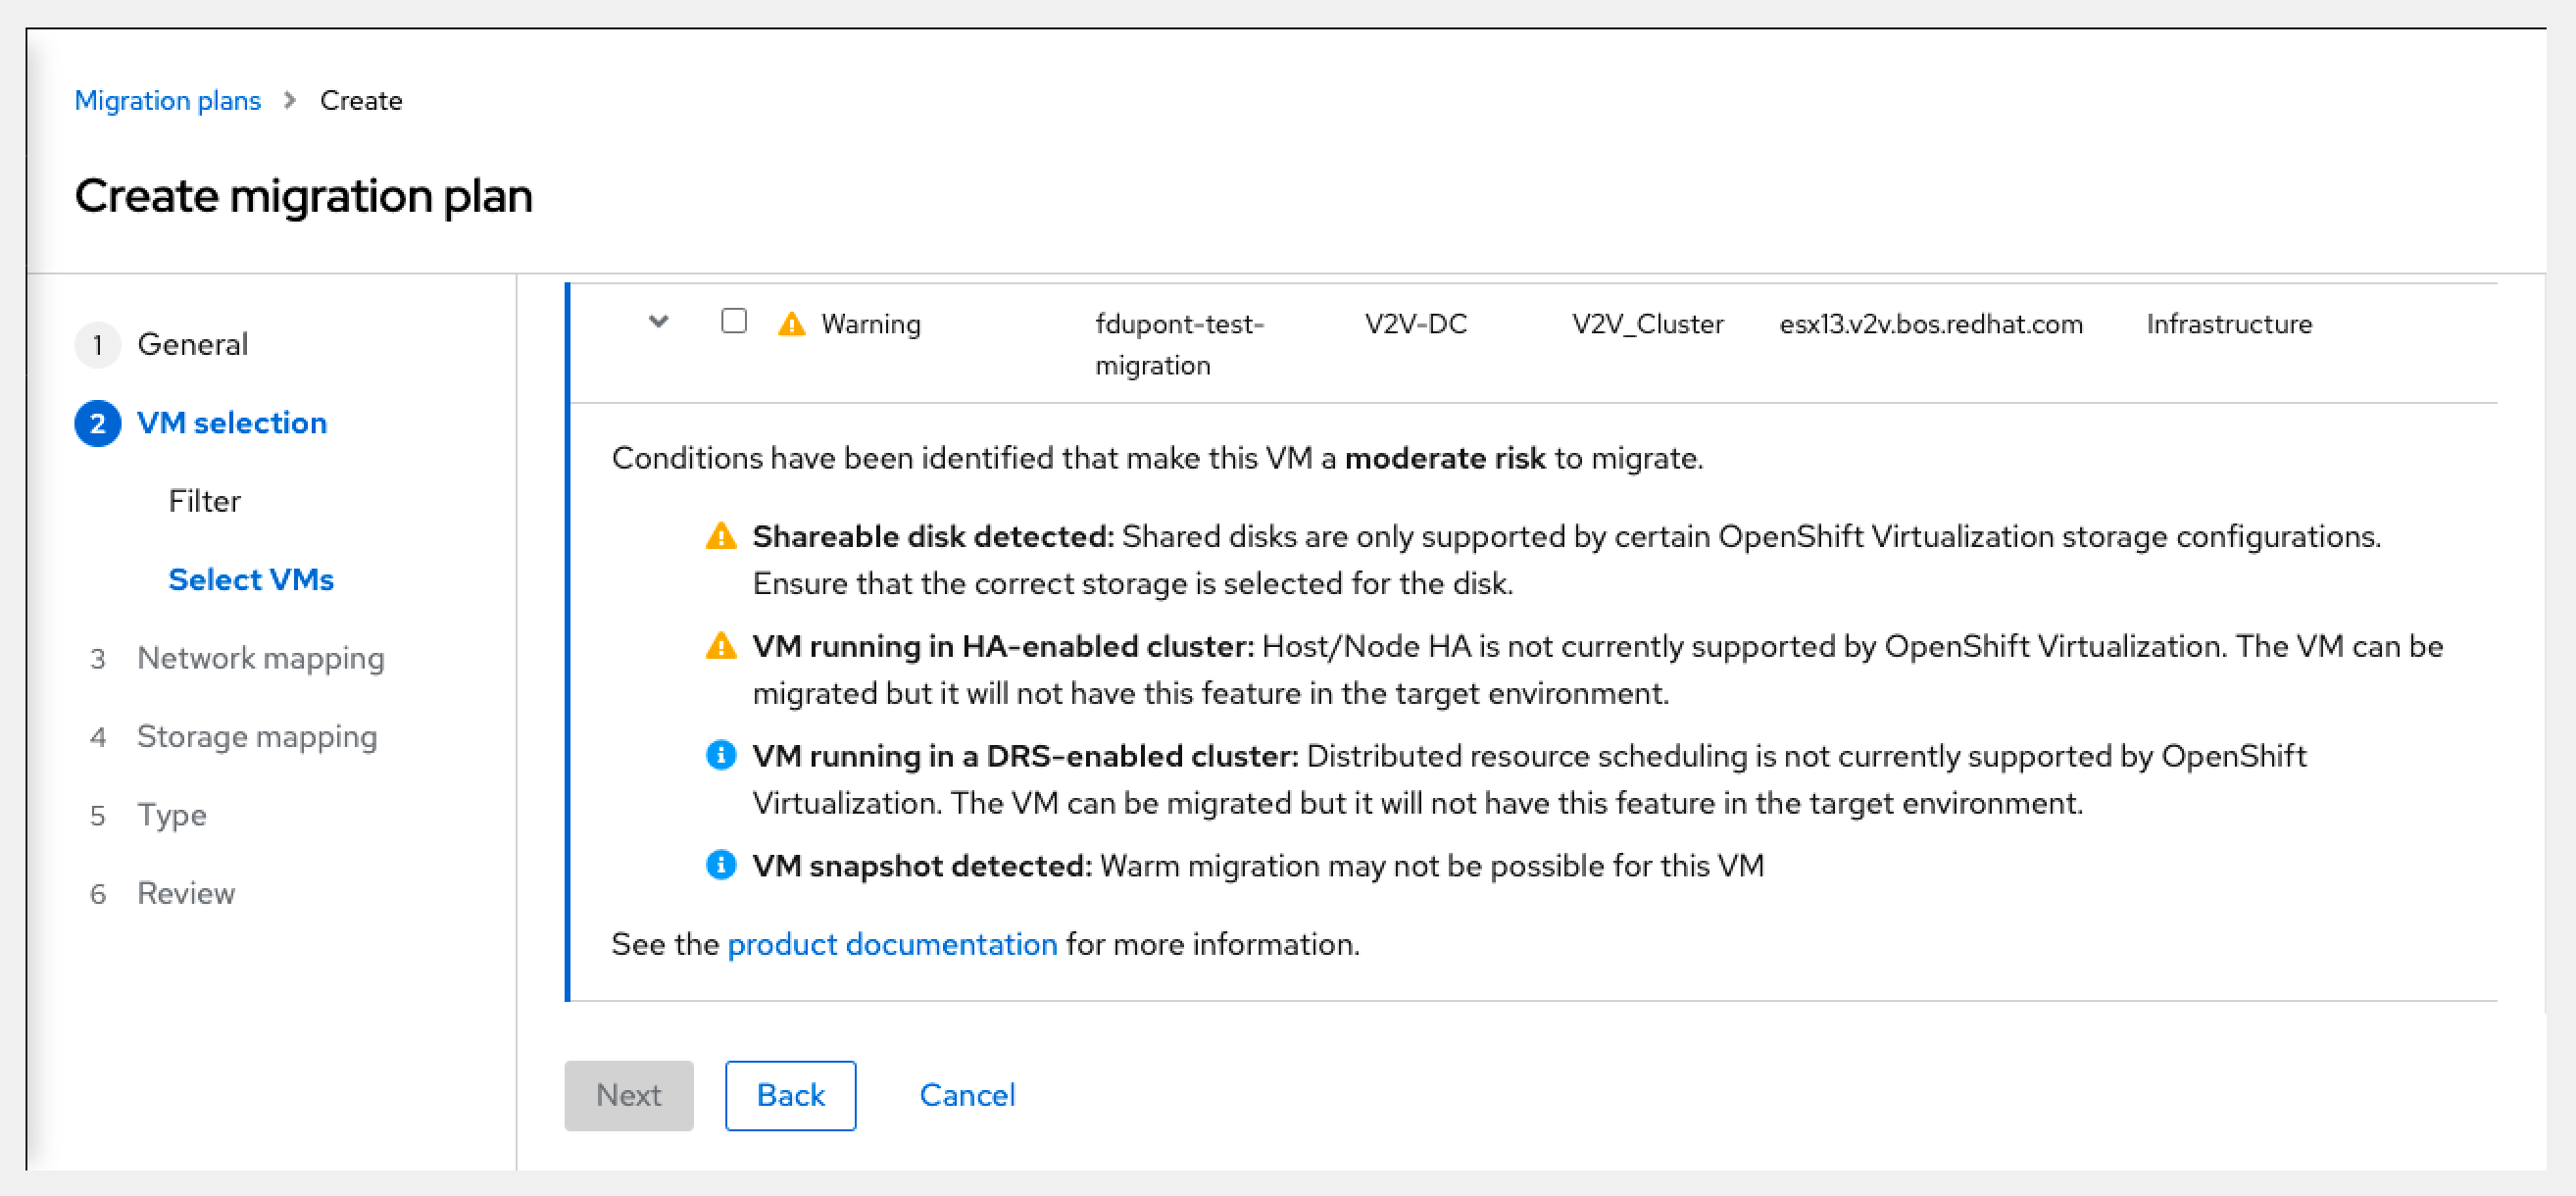 Migration plans > Create
Create migration plan
1 General
2 VM selection
Filter
Select VMs
3 Network mapping
4 Storage mapping
5 Type
6 Review
Warning fdupont-test- V2V-DC V2V_Cluster esx13.v2v.bos.redhat.com Infrastructure
migration
Conditions have been identified that make this VM a moderate risk to migrate.
Shareable disk detected: Shared disks are only supported by certain OpenShift Virtualization storage configurations.
Ensure that the correct storage is selected for the disk.
VM running in HA-enabled cluster: Host/Node HA is not currently supported by OpenShift Virtualization. The VM can be
migrated but it will not have this feature in the target environment.
VM running in a DRS-enabled cluster: Distributed resource scheduling is not currently supported by OpenShift
Virtualization. The VM can be migrated but it will not have this feature in the target environment.
VM snapshot detected: Warm migration may not be possible for this VM
See the product documentation for more information.
Next Back Cancel